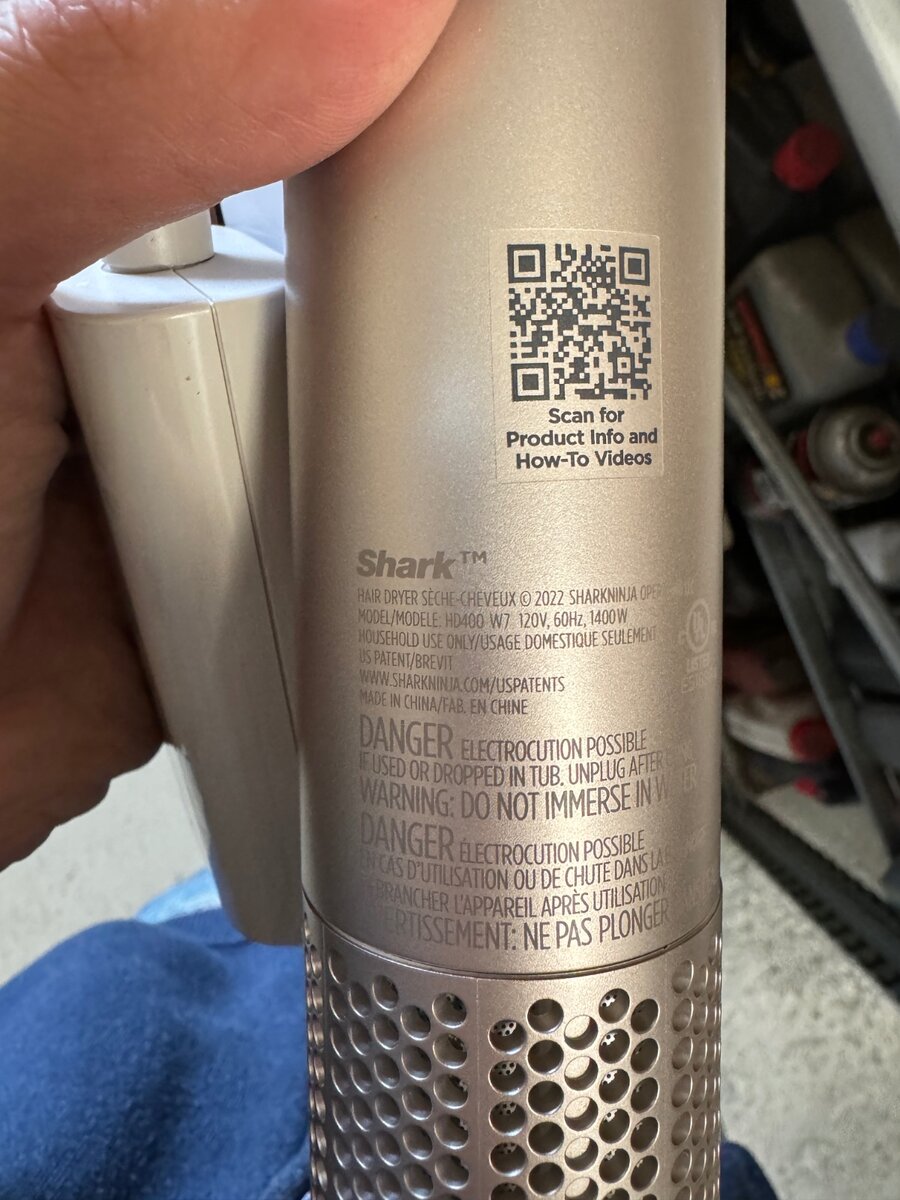 Scan for
Product Info and
How-To Videos
Shark™
HAIR DRYER SÈCHE-CHEVEUX © 2022 SHARKNINJA
MODEL/MODELE: HD400 W7 120V, 60Hz, 1400W
HOUSEHOLD USE ONLY/USAGE DOMESTIQUE SEULEMENT
US PATENT/BREVIT
WWW.SHARKNINJA.COM/USPATENTS
MADE IN CHINA/FAB. EN CHINE
DANGER ELECTROCUTION POSSIBLE
IF USED OR DROPPED IN TUB. UNPLUG AFTER
WARNING: DO NOT IMMERSE IN WATER
DANGER ÉLECTROCUTION POSSIBLE
EN CAS D'UTILISATION OU DE CHUTE DANS LA
L'APPAREIL APRÈS UTILISATION
NE PAS PLONGER